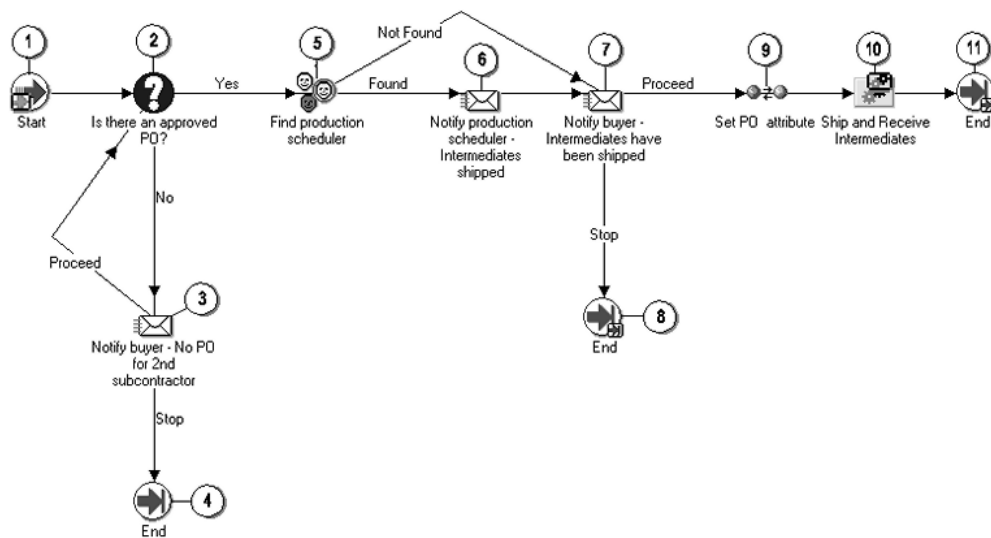 1
2
5
6
7
9
10
11
Not Found
Yes
Found
Proceed
Start
Is there an approved
PO?
Find production
scheduler
Notify production
scheduler -
Intermediates
shipped
Notify buyer -
Intermediates have
been shipped
Set PO attribute
Ship and Receive
Intermediates
End
No
Proceed
Stop
3
Notify buyer - No PO
for 2nd
subcontractor
8
End
Stop
4
End